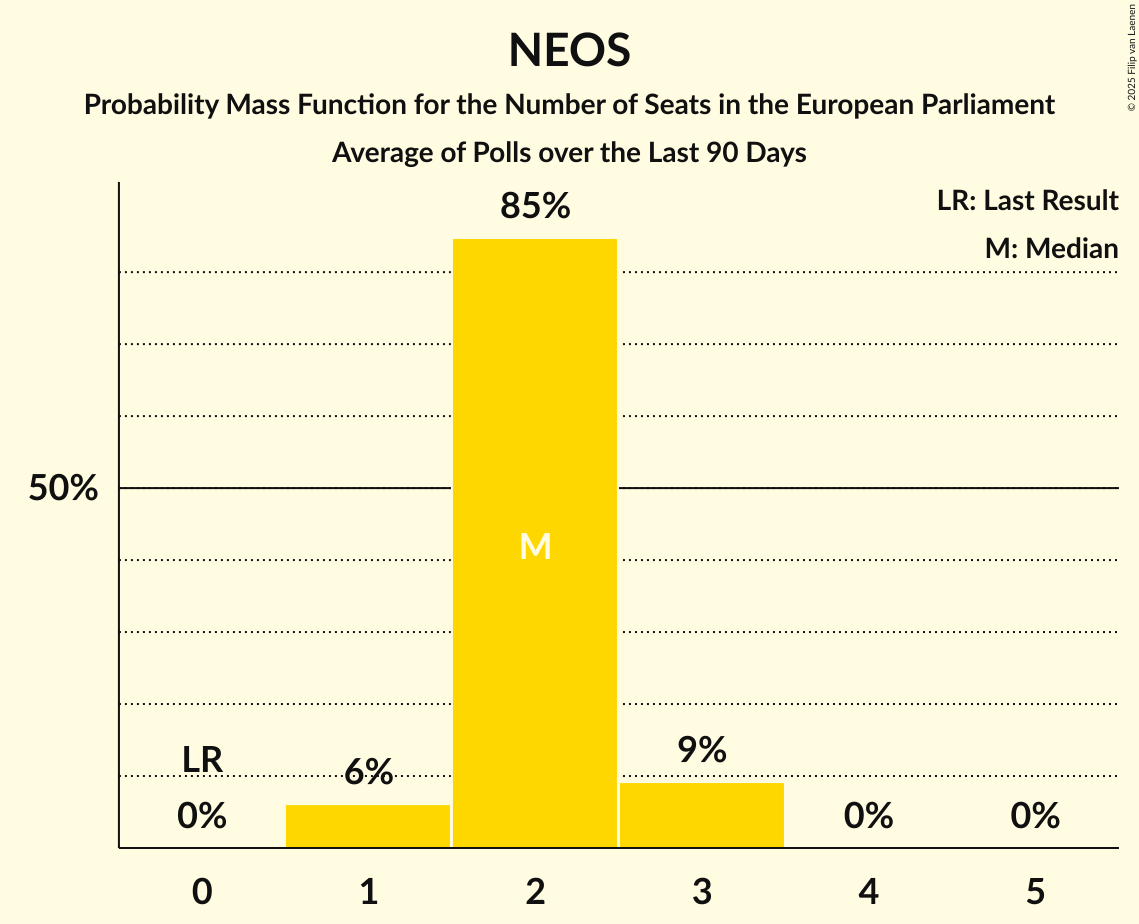 NEOS
Probability Mass Function for the Number of Seats in the European Parliament
Average of Polls over the Last 90 Days
© 2025 Filip van Laenen
LR: Last Result
M: Median
85%
50%
M
LR
0%
6%
9%
0%
0%
0 1 2 3 4 5